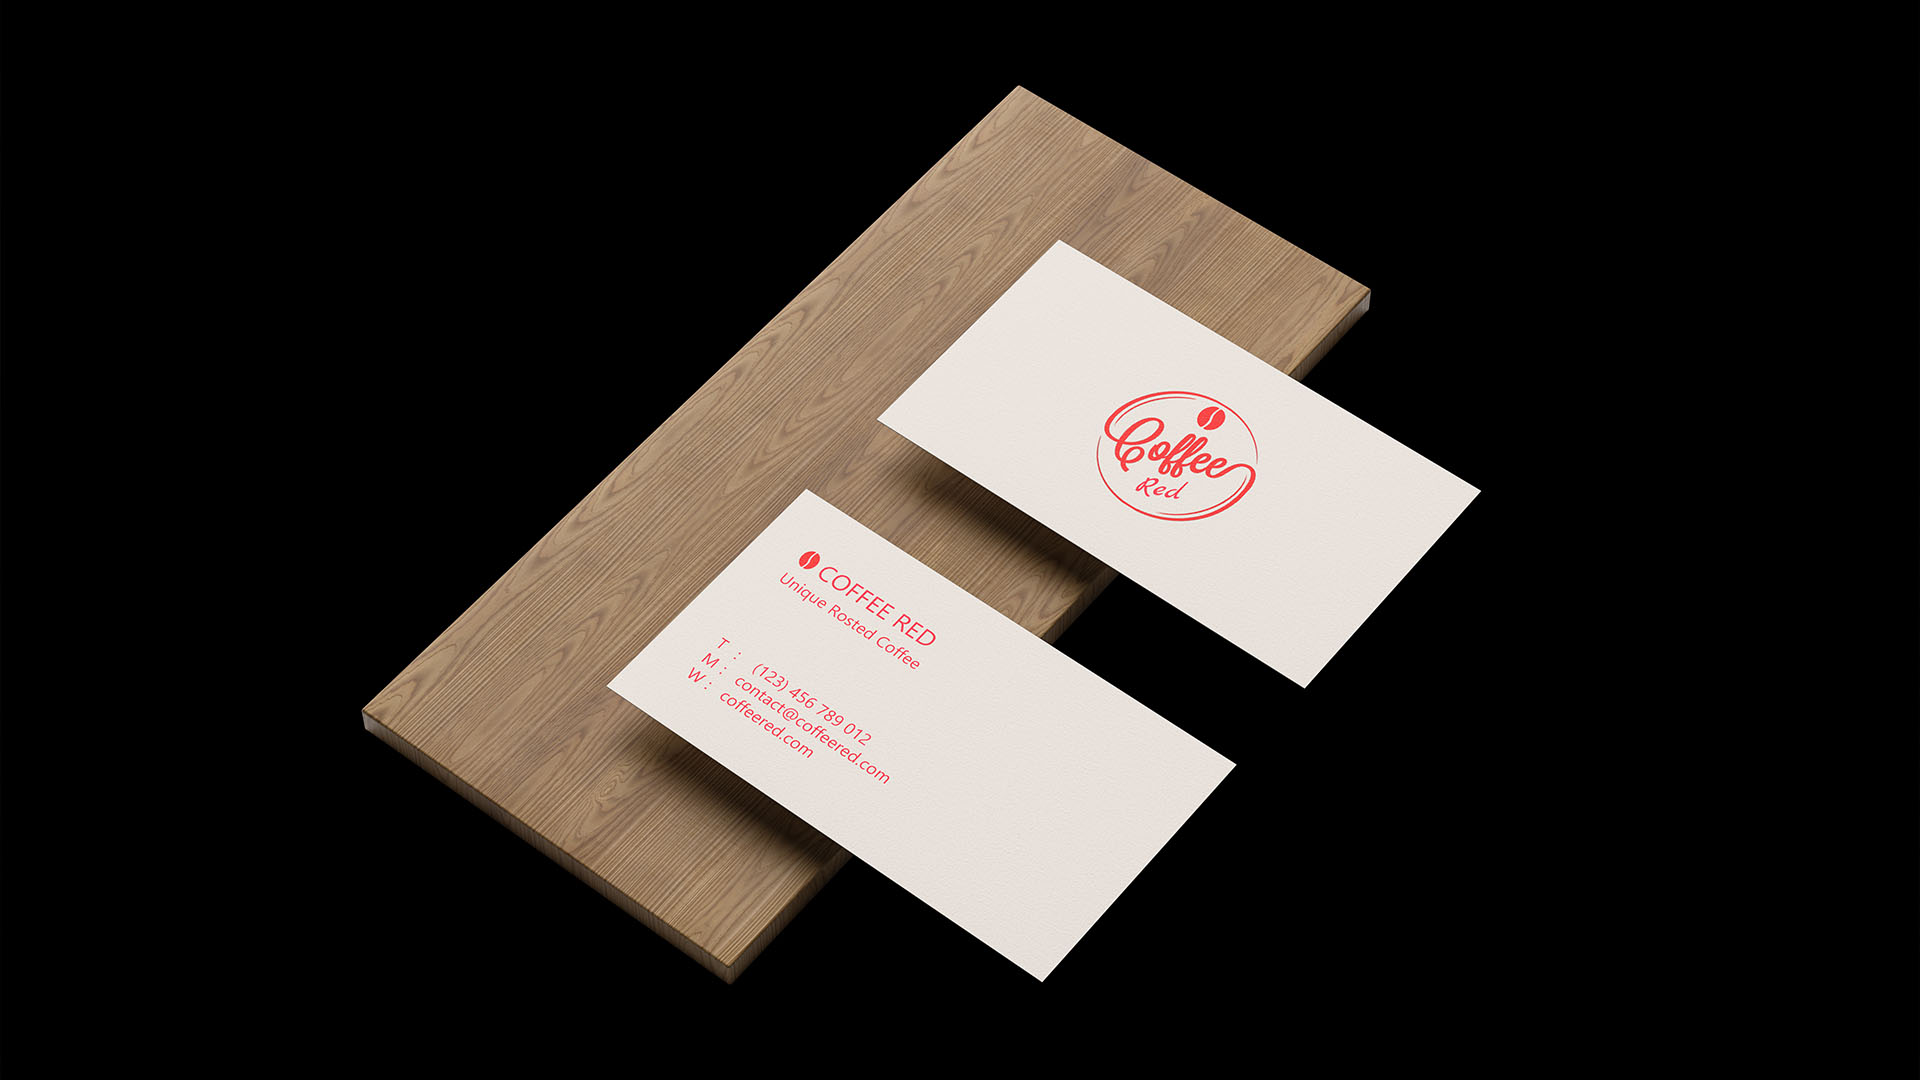 Coffee
Red
COFFEE RED
Unique Rosted Coffee
T : (123) 456 789 012
M : contact@coffeered.com
W : coffeered.com